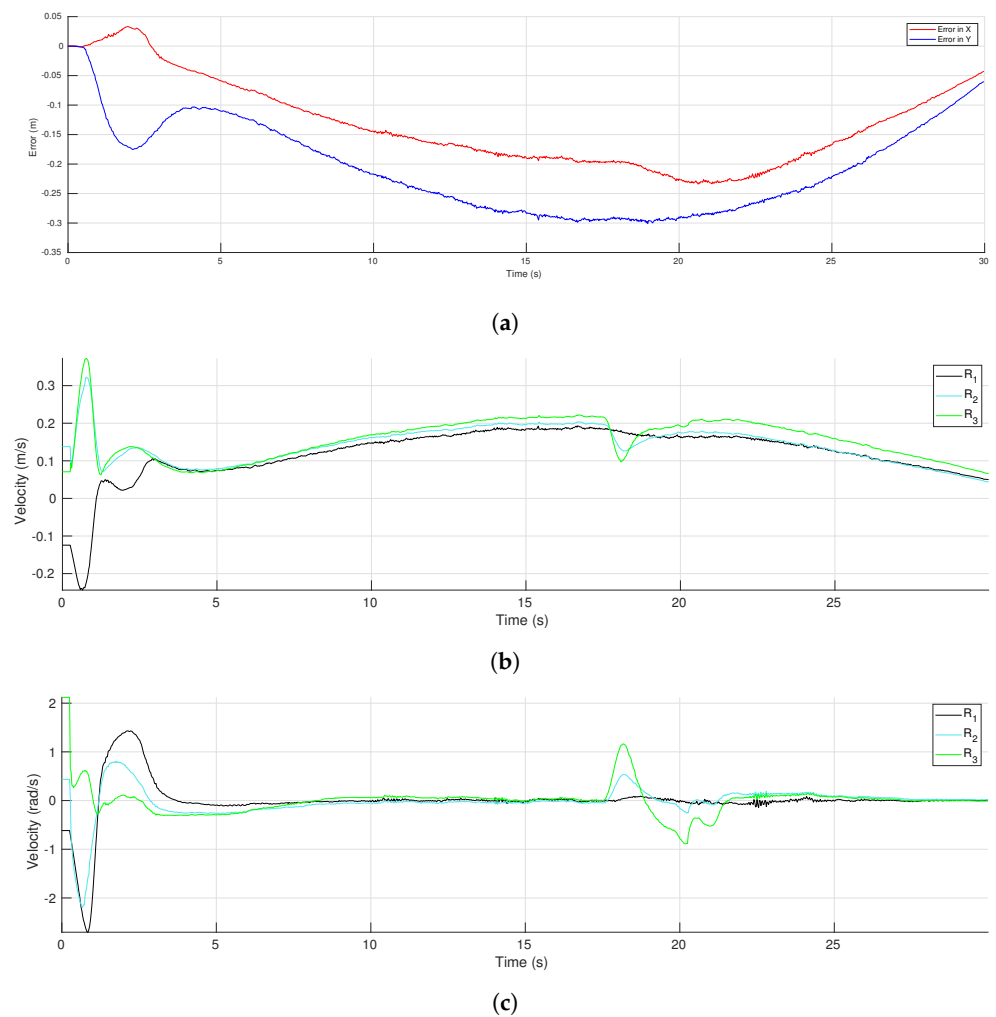 0.05
Error in X
Error in Y
0
-0.05
-0.1
-0.15
-0.2
-0.25
-0.3
-0.35
Error (m)
0 5 10 15 20 25 30
Time (s)
(a)
R1
R2
R3
0.3
0.2
0.1
0
-0.1
-0.2
Velocity (m/s)
0 5 10 15 20 25
Time (s)
(b)
R1
R2
R3
2
1
0
-1
-2
Velocity (rad/s)
0 5 10 15 20 25
Time (s)
(c)